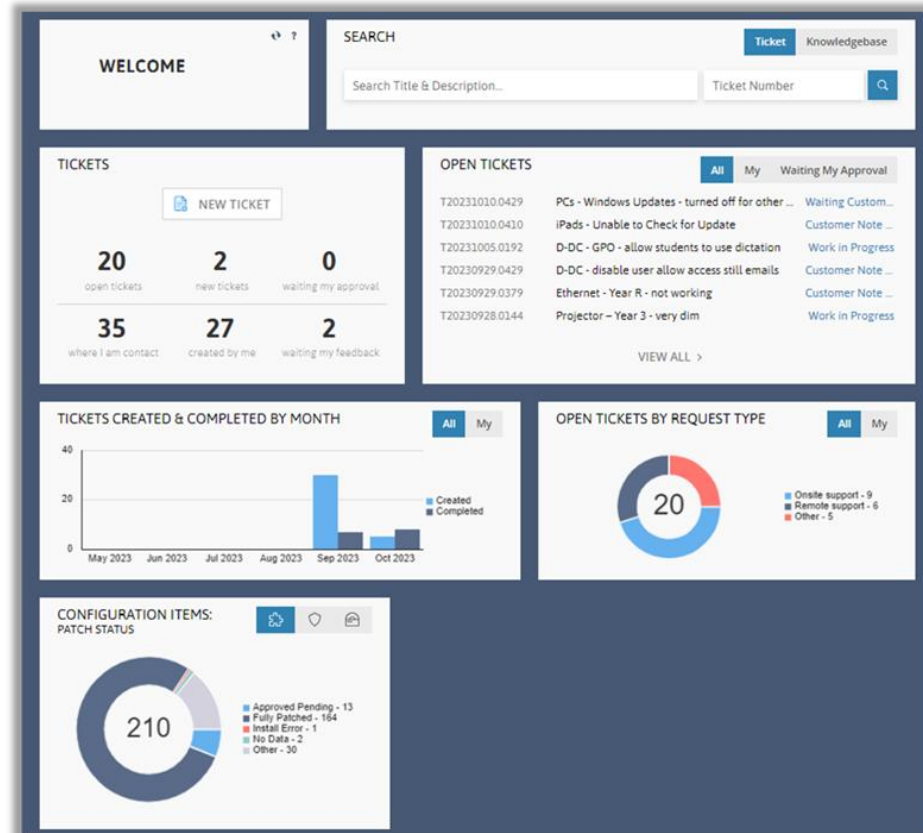 WELCOME
?
SEARCH
Ticket Knowledgebase
Search Title & Description...
Ticket Number
TICKETS
NEW TICKET
20 2 0
open tickets new tickets waiting my approval
35 27 2
where I am contact created by me waiting my feedback
OPEN TICKETS
All My Waiting My Approval
T20231010.0429 PCs - Windows Updates - turned off for other ... Waiting Custom...
T20231010.0410 iPads - Unable to Check for Update Customer Note ...
T20231005.0192 D-DC - GPO - allow students to use dictation Work in Progress
T20230929.0429 D-DC - disable user allow access still emails Customer Note ...
T20230929.0379 Ethernet - Year R - not working Customer Note ...
T20230928.0144 Projector – Year 3 - very dim Work in Progress
VIEW ALL >
TICKETS CREATED & COMPLETED BY MONTH
All My
40
20
0
May 2023 Jun 2023 Jul 2023 Aug 2023 Sep 2023 Oct 2023
Created
Completed
OPEN TICKETS BY REQUEST TYPE
All My
20
Onsite support - 9
Remote support - 6
Other - 5
CONFIGURATION ITEMS:
PATCH STATUS
210
Approved Pending - 13
Fully Patched - 164
Install Error - 1
No Data - 2
Other - 30